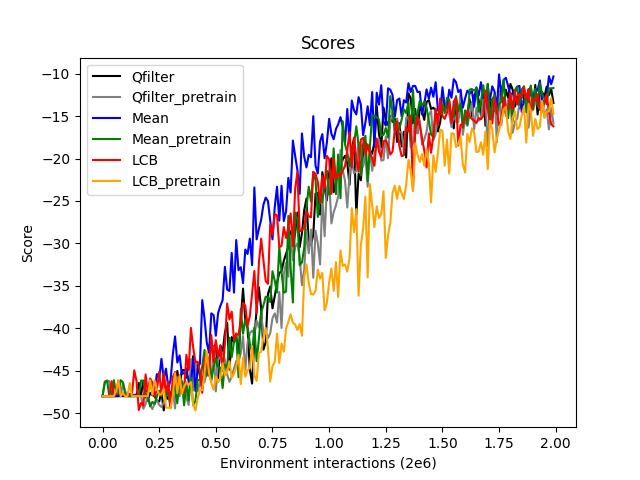 Scores
Qfilter
Qfilter_pretrain
Mean
Mean_pretrain
LCB
LCB_pretrain
Score
−10
−15
−20
−25
−30
−35
−40
−45
−50
0.00 0.25 0.50 0.75 1.00 1.25 1.50 1.75 2.00
Environment interactions (2e6)